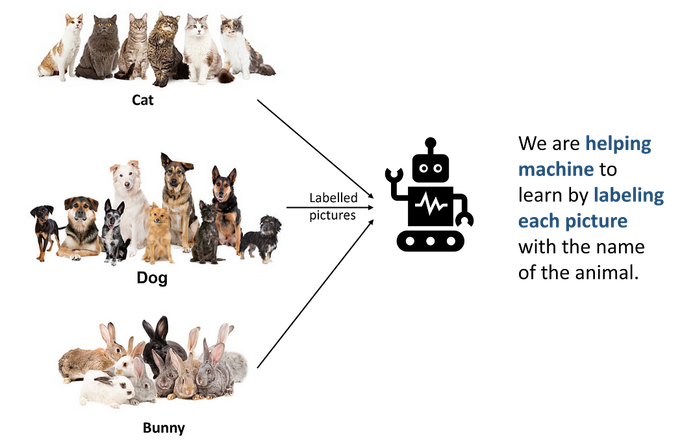 Cat
Labelled
pictures
Dog
Bunny
We are helping
machine to
learn by labeling
each picture
with the name
of the animal.